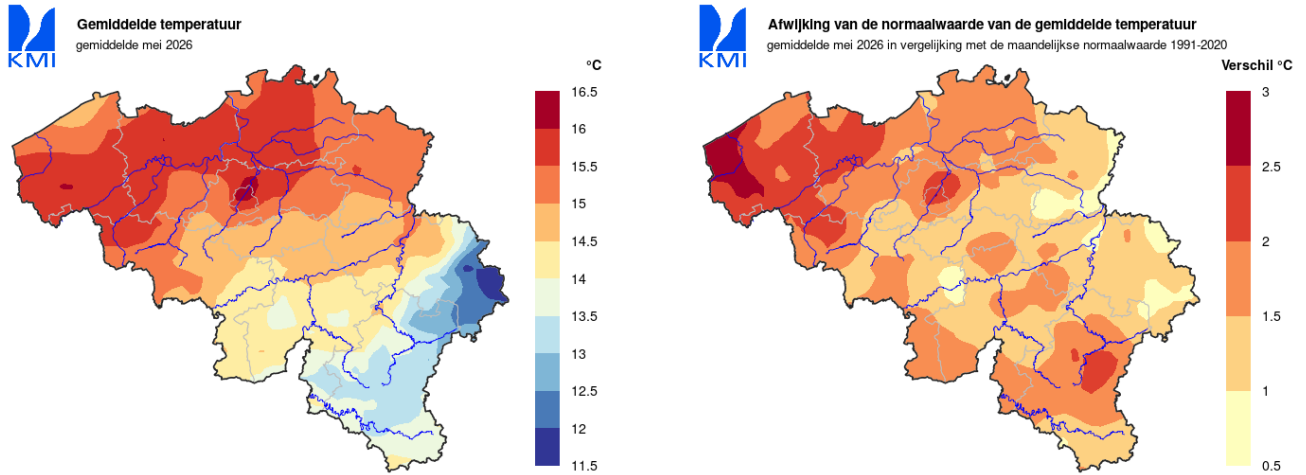 KMI
Gemiddelde temperatuur
gemiddelde mei 2026
°C
16.5
16
15.5
15
14.5
14
13.5
13
12.5
12
11.5
KMI
Afwijking van de normaalwaarde van de gemiddelde temperatuur
gemiddelde mei 2026 in vergelijking met de maandelijkse normaalwaarde 1991-2020
Verschil °C
3
2.5
2
1.5
1
0.5